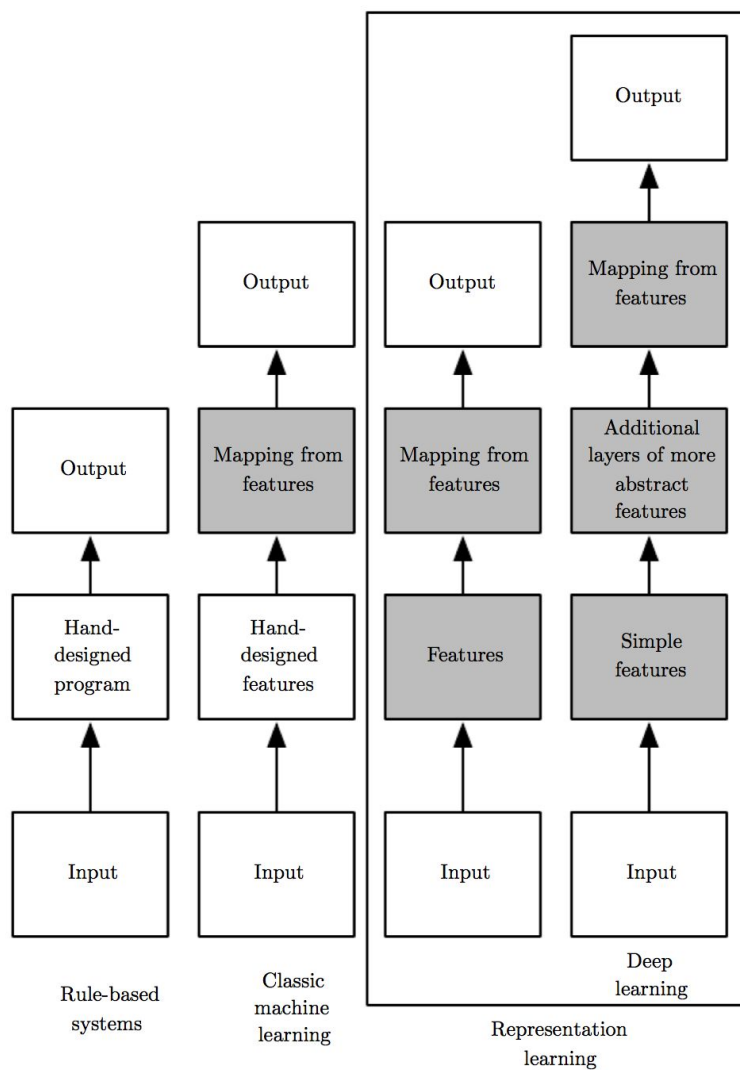 Output
Output
Output
Mapping from
features
Output
Mapping from
features
Mapping from
features
Additional
layers of more
abstract
features
Hand-
designed
program
Hand-
designed
features
Features
Simple
features
Input
Input
Input
Input
Rule-based
systems
Classic
machine
learning
Deep
learning
Representation
learning